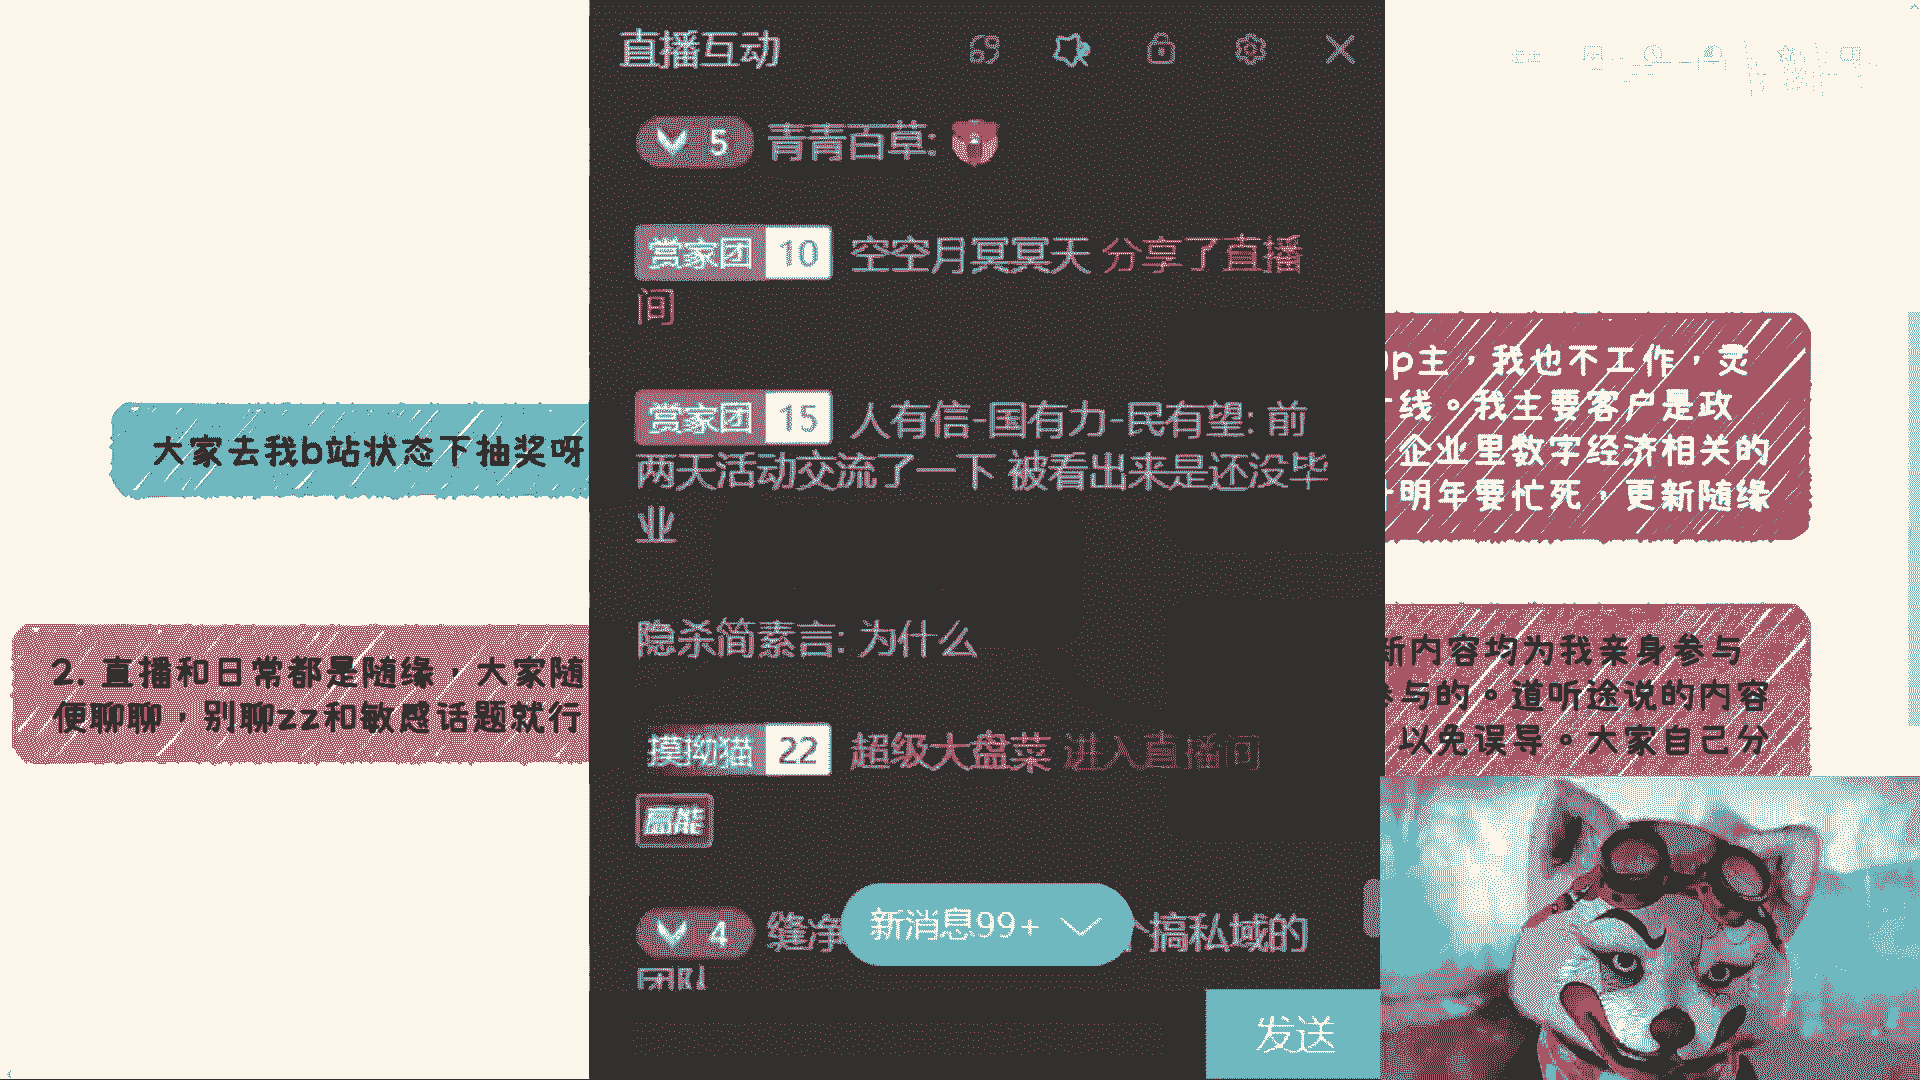 直播互动
5 青青百草:
赏家团 10 空空月冥冥天 分享了直播
间
赏家团 15 人有信-国有力-民有望: 前
两天活动交流了一下 被看出来是还没毕
业
隐杀简素言: 为什么
摸拗猫 22 超级大盘菜 进入直播间
高能
4 缝净
新消息99+
个搞私域的
团队
发送
大家去我b站状态下抽奖呀
2. 直播和日常都是随缘，大家随
便聊聊，别聊zz和敏感话题就行
p主，我也不工作，灵
线。我主要客户是政
企业里数字经济相关的
明年要忙死，更新随缘
新内容均为我亲身参与
参与的。道听途说的内容
以免误导。大家自己分